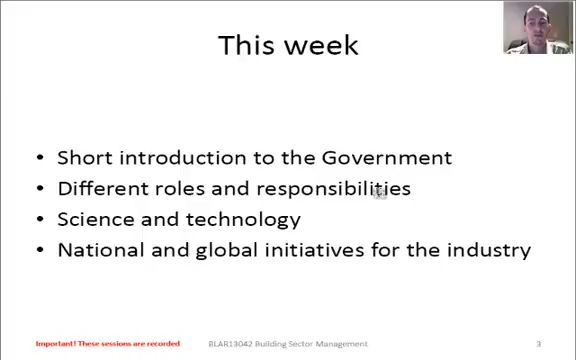 This week
• Short introduction to the Government
• Different roles and responsibilities
• Science and technology
• National and global initiatives for the industry
Important! These sessions are recorded
BLAR13042 Building Sector Management
3